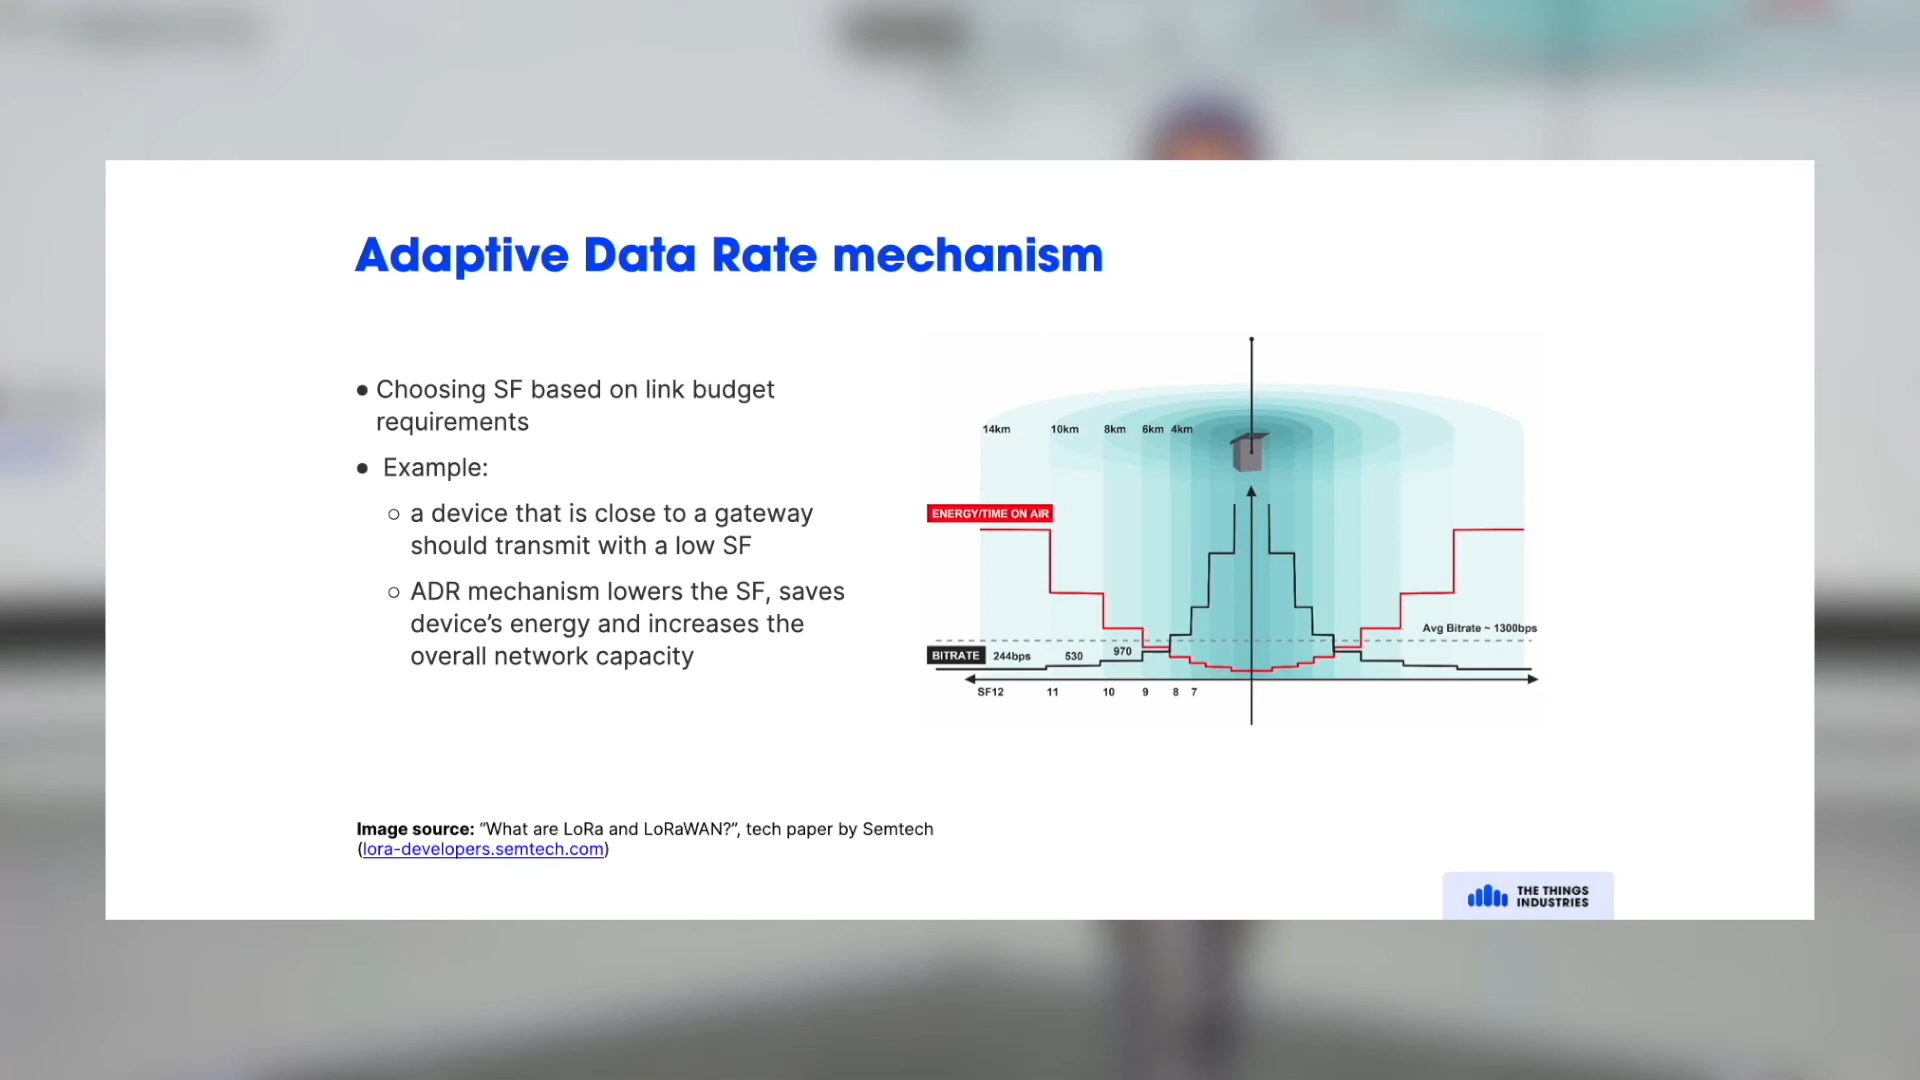 Adaptive Data Rate mechanism
● Choosing SF based on link budget
requirements
● Example:
○ a device that is close to a gateway
should transmit with a low SF
○ ADR mechanism lowers the SF, saves
device’s energy and increases the
overall network capacity
14km 10km 8km 6km 4km
ENERGY/TIME ON AIR
Avg Bitrate ~ 1300bps
BITRATE 244bps 530 970
SF12 11 10 9 8 7
Image source: “What are LoRa and LoRaWAN?”, tech paper by Semtech
(lora-developers.semtech.com)
THE THINGS
INDUSTRIES